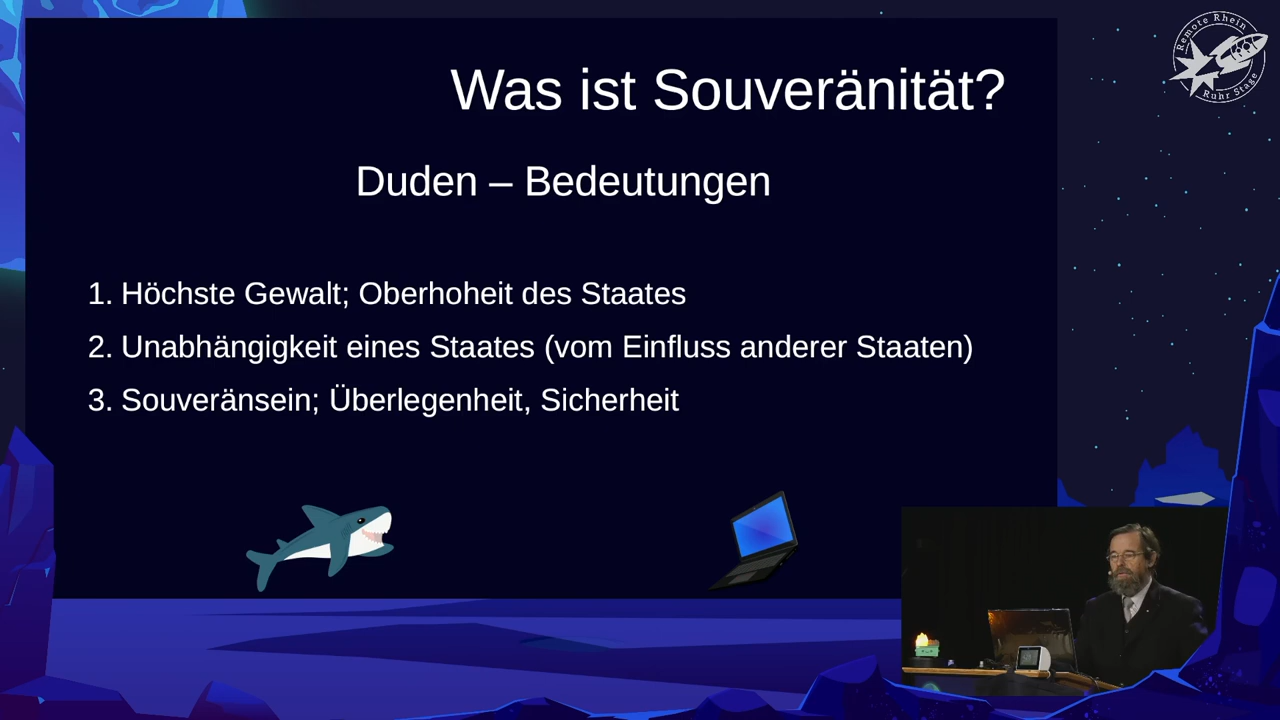 Was ist Souveränität?
Duden – Bedeutungen
1. Höchste Gewalt; Oberhoheit des Staates
2. Unabhängigkeit eines Staates (vom Einfluss anderer Staaten)
3. Souveränsein; Überlegenheit, Sicherheit
Remote Rhein
Ruhr Stage